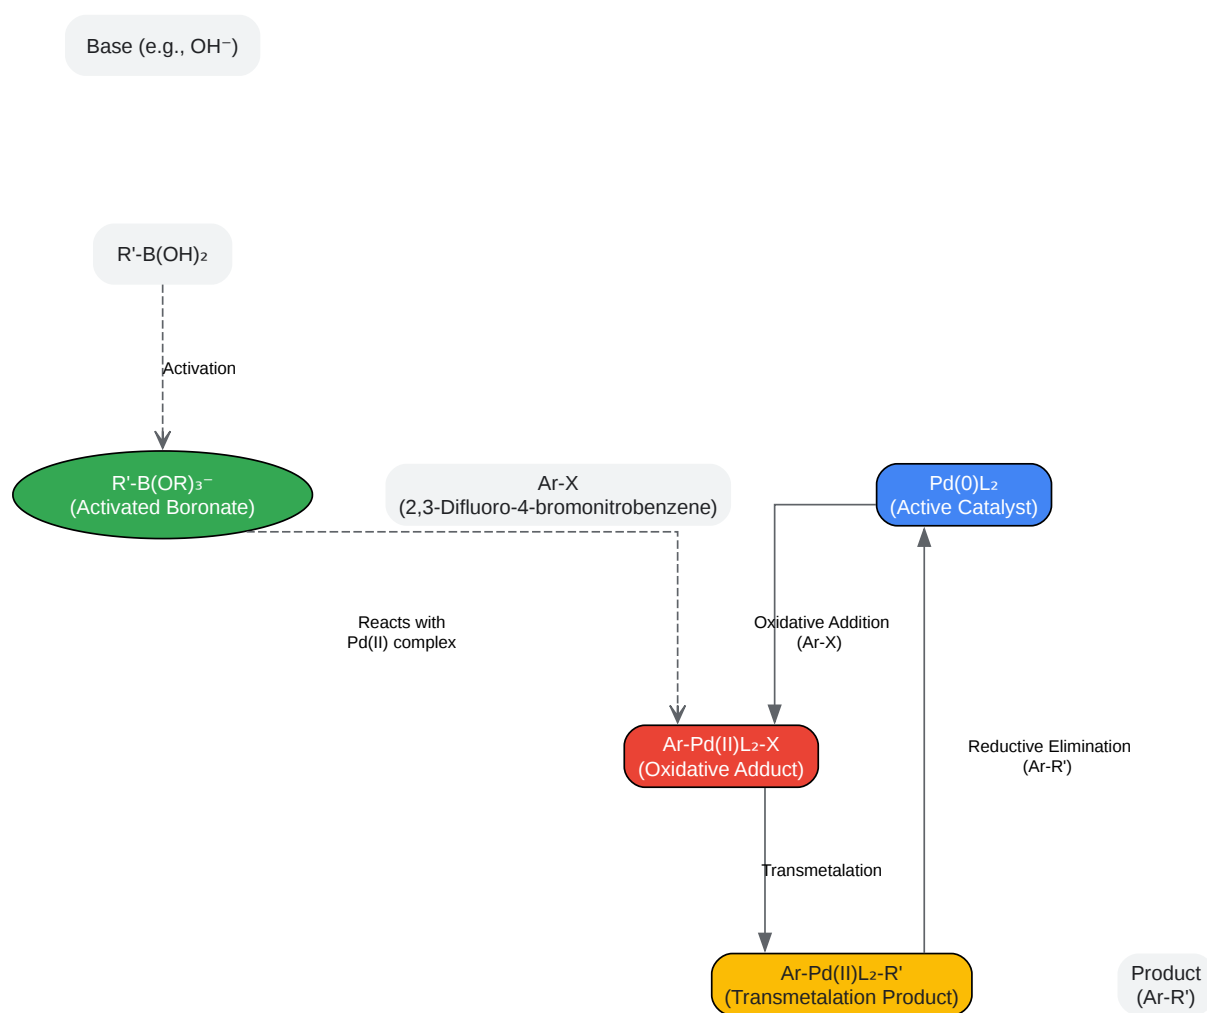 Base (e.g., OH⁻)
R'-B(OH)₂
Activation
R'-B(OR)₃⁻
(Activated Boronate)
Ar-X
(2,3-Difluoro-4-bromonitrobenzene)
Pd(0)L₂
(Active Catalyst)
Reacts with
Pd(II) complex
Oxidative Addition
(Ar-X)
Ar-Pd(II)L₂-X
(Oxidative Adduct)
Reductive Elimination
(Ar-R')
Transmetalation
Ar-Pd(II)L₂-R'
(Transmetalation Product)
Product
(Ar-R')